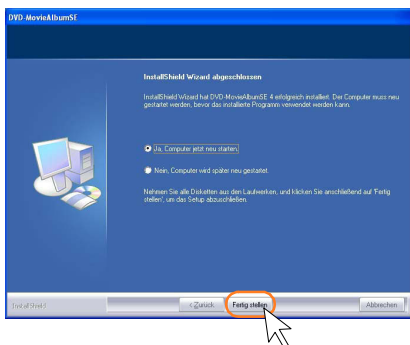 DVD-MovieAlbumSE
InstallShield Wizard abgeschlossen
InstallShield Wizard hat DVD-MovieAlbumSE 4 erfolgreich installiert. Der Computer muss neu
gestartet werden, bevor das installierte Programm verwendet werden kann.
Ja, Computer jetzt neu starten.
Nein, Computer wird später neu gestartet.
Nehmen Sie alle Disketten aus den Laufwerken, und klicken Sie anschließend auf 'Fertig
stellen', um das Setup abzuschließen.
InstallShield
< Zurück
Fertig stellen
Abbrechen